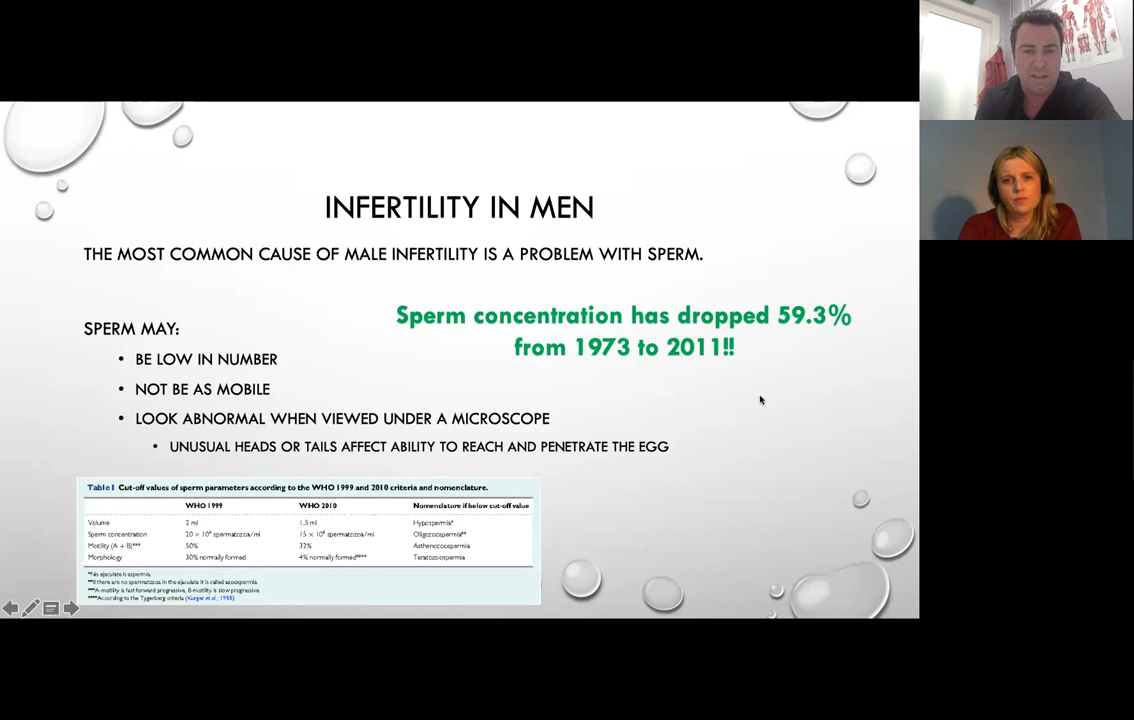 INFERTILITY IN MEN
THE MOST COMMON CAUSE OF MALE INFERTILITY IS A PROBLEM WITH SPERM.
Sperm concentration has dropped 59.3%
from 1973 to 2011!!
SPERM MAY:
• BE LOW IN NUMBER
• NOT BE AS MOBILE
• LOOK ABNORMAL WHEN VIEWED UNDER A MICROSCOPE
• UNUSUAL HEADS OR TAILS AFFECT ABILITY TO REACH AND PENETRATE THE EGG
Table I Cut-off values of sperm parameters according to the WHO 1999 and 2010 criteria and nomenclature.
WHO 1999 WHO 2010 Nomenclature if below cut-off value
Volume 2 ml 1.5 ml Hypospermia*
Sperm concentration 20 × 10⁶ spermatozoa/ml 15 × 10⁶ spermatozoa/ml Oligozoospermia**
Motility (A + B)*** 50% 32% Asthenozoospermia
Morphology 30% normally formed 4% normally formed**** Teratozoospermia
*No ejaculate is aspermia.
**If there are no spermatozoa in the ejaculate it is called azoospermia.
***A-motility is fast forward progressive, B-motility is slow progressive.
****According to the Tygerberg criteria (Kruger et al., 1988)